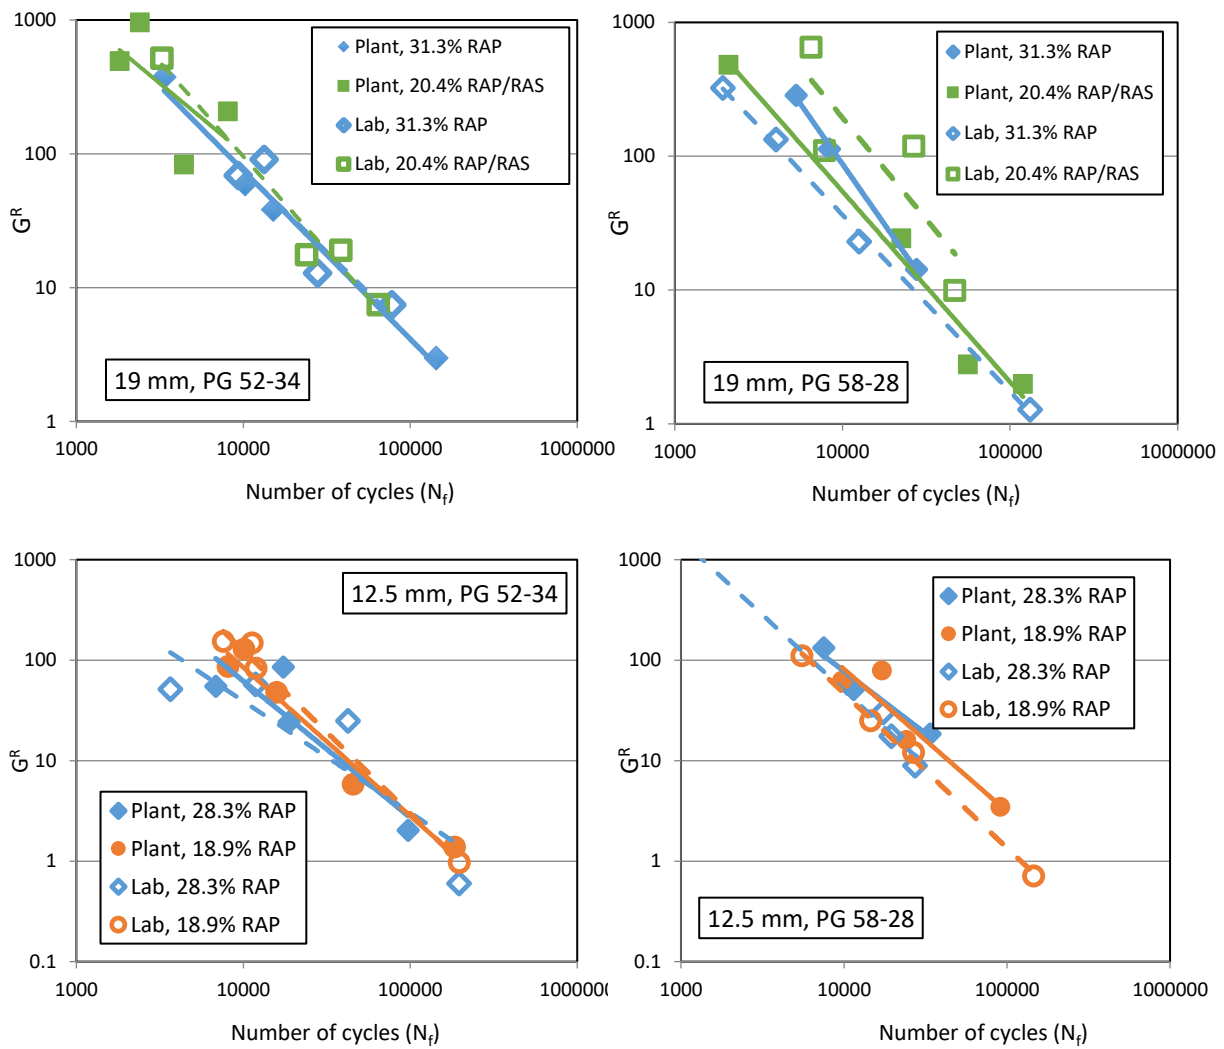 1000
100
10
1
G^R
Plant, 31.3% RAP
Plant, 20.4% RAP/RAS
Lab, 31.3% RAP
Lab, 20.4% RAP/RAS
19 mm, PG 52-34
1000 10000 100000 1000000
Number of cycles (N_f)
1000
100
10
1
G^R
Plant, 31.3% RAP
Plant, 20.4% RAP/RAS
Lab, 31.3% RAP
Lab, 20.4% RAP/RAS
19 mm, PG 58-28
1000 10000 100000 1000000
Number of cycles (N_f)
1000
100
10
1
0.1
G^R
12.5 mm, PG 52-34
Plant, 28.3% RAP
Plant, 18.9% RAP
Lab, 28.3% RAP
Lab, 18.9% RAP
1000 10000 100000 1000000
Number of cycles (N_f)
1000
100
10
1
0.1
G^R
Plant, 28.3% RAP
Plant, 18.9% RAP
Lab, 28.3% RAP
Lab, 18.9% RAP
12.5 mm, PG 58-28
1000 10000 100000 1000000
Number of cycles (N_f)